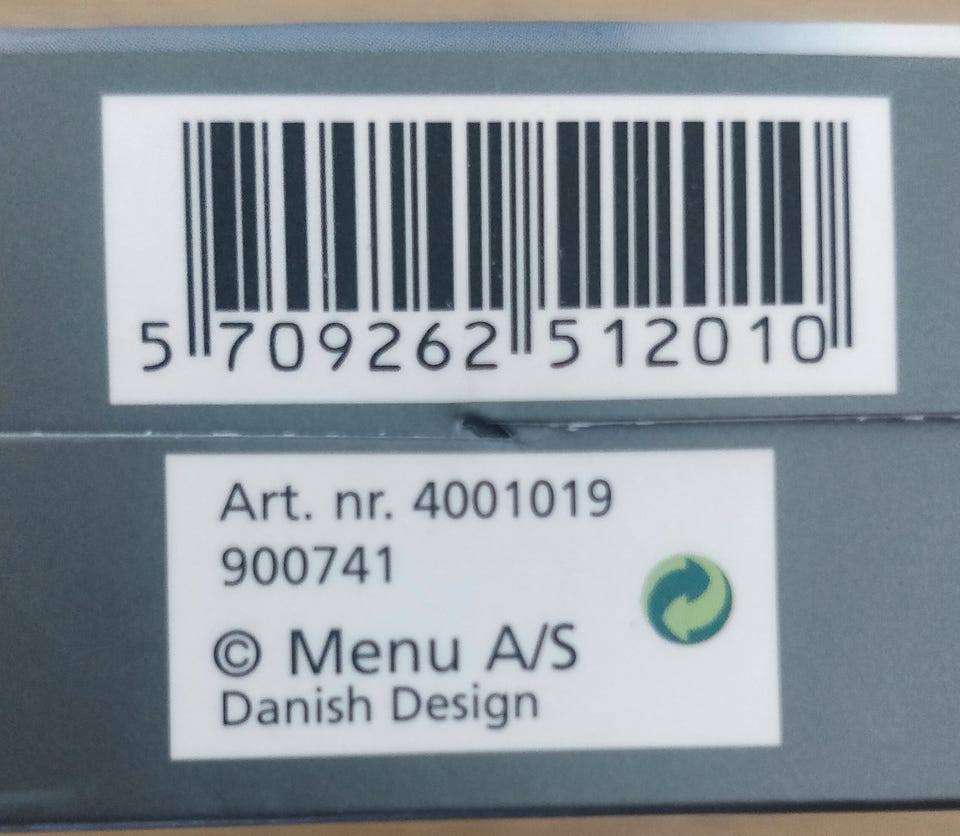 5 709262 512010
Art. nr. 4001019
900741
© Menu A/S
Danish Design